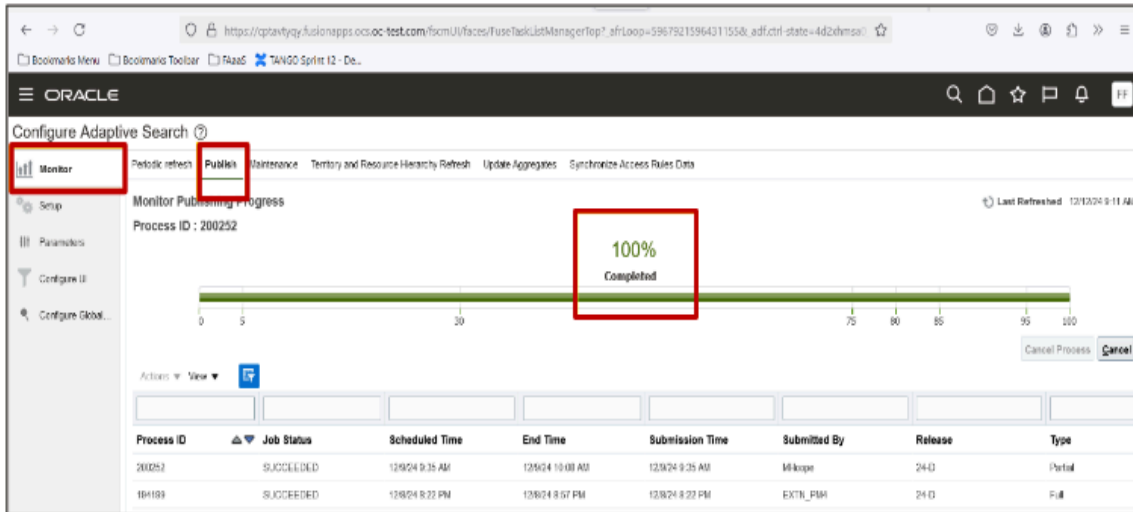 https://cptavtyqy.fusionapps.ocs.oc-test.com/fscmUI/faces/FuseTaskListManagerTop?_afrLoop=5967921596431155&_adf.ctrl-state=4d2xhmsa
Bookmarks Menu Bookmarks Toolbar FAaaS TANGO Sprint 12 - De...
ORACLE FF
Configure Adaptive Search
Monitor
Periodic refresh Publish Maintenance Territory and Resource Hierarchy Refresh Update Aggregates Synchronize Access Rules Data
Setup
Monitor Publishing Progress
Last Refreshed 12/12/24 9:11 AM
Process ID : 200252
Parameters
100%
Configure UI
Completed
Configure Global...
0 5 30 75 80 85 95 100
Cancel Process Cancel
Actions View
Process ID Job Status Scheduled Time End Time Submission Time Submitted By Release Type
200252 SUCCEEDED 12/9/24 9:35 AM 12/9/24 10:08 AM 12/9/24 9:35 AM 24-D Partial
194199 SUCCEEDED 12/8/24 8:22 PM 12/8/24 8:57 PM 12/8/24 8:22 PM EXTN_PM4 24-D Full